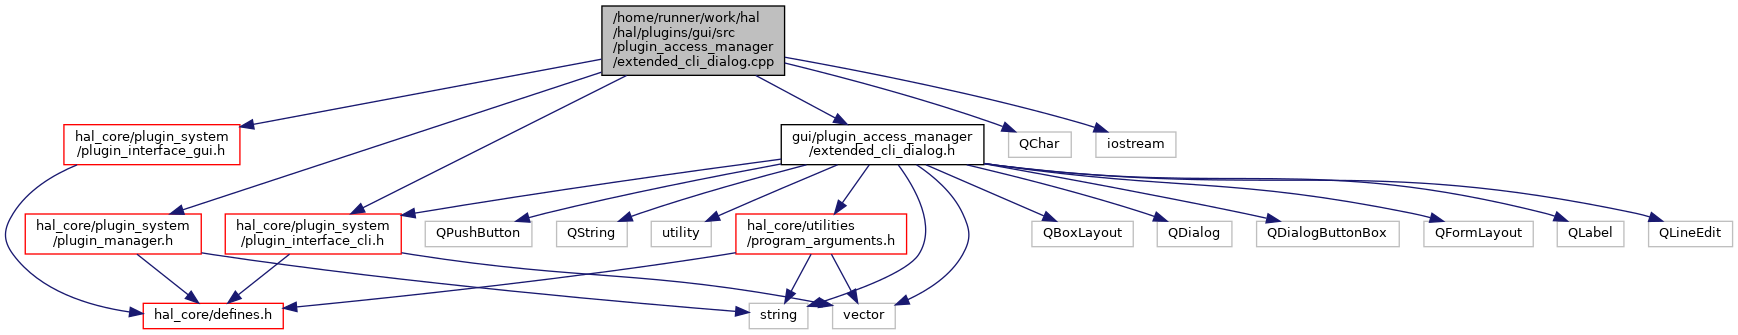 /home/runner/work/hal
/hal/plugins/gui/src
/plugin_access_manager
/extended_cli_dialog.cpp
hal_core/plugin_system
/plugin_interface_gui.h
gui/plugin_access_manager
/extended_cli_dialog.h
QChar
iostream
hal_core/plugin_system
/plugin_manager.h
hal_core/plugin_system
/plugin_interface_cli.h
QPushButton
QString
utility
hal_core/utilities
/program_arguments.h
QBoxLayout
QDialog
QDialogButtonBox
QFormLayout
QLabel
QLineEdit
hal_core/defines.h
string
vector